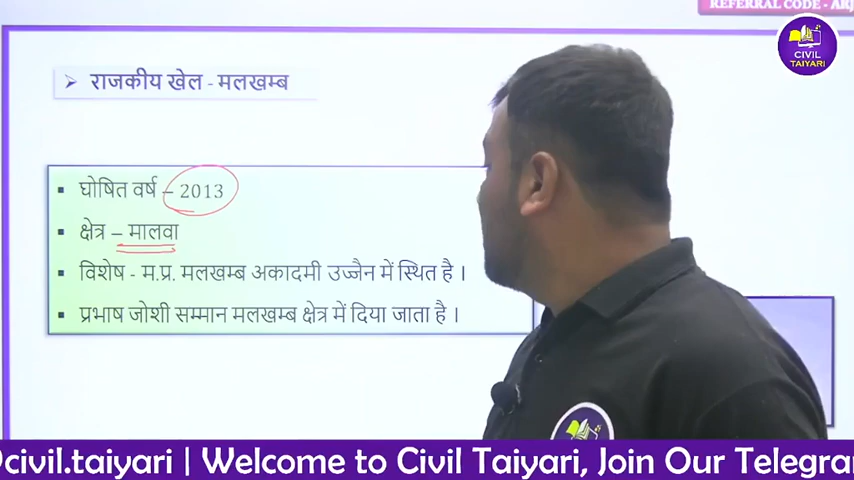 REFERRAL CODE - ARJ
CIVIL
TAIYARI
राजकीय खेल - मलखम्ब
घोषित वर्ष – 2013
क्षेत्र – मालवा
विशेष - म.प्र. मलखम्ब अकादमी उज्जैन में स्थित है ।
प्रभाष जोशी सम्मान मलखम्ब क्षेत्र में दिया जाता है ।
civil.taiyari | Welcome to Civil Taiyari, Join Our Telegra